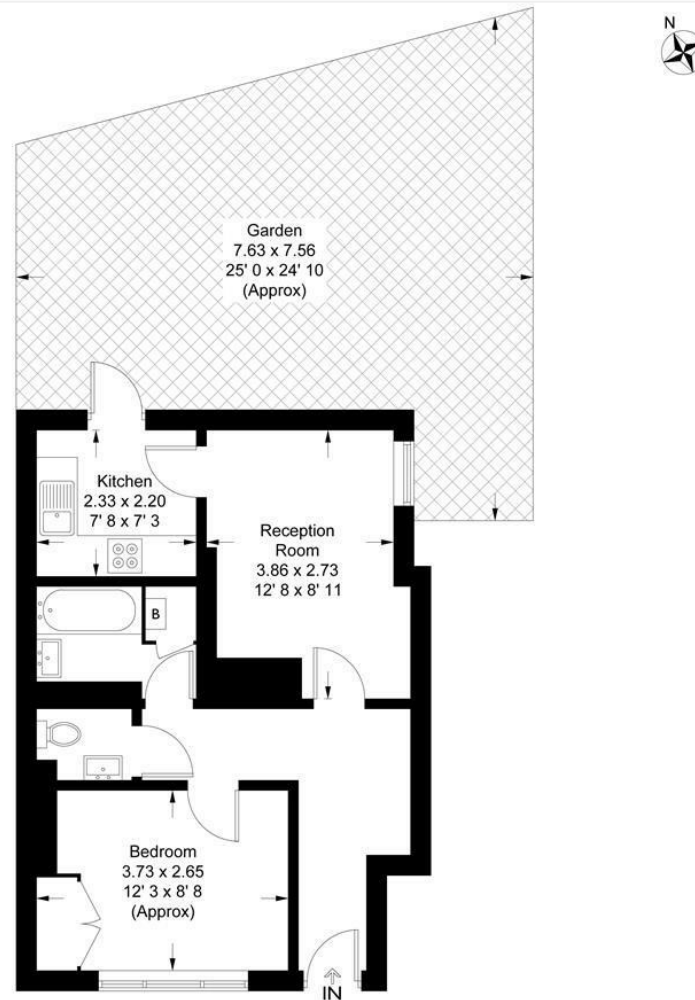 N
Garden
7.63 x 7.56
25' 0 x 24' 10
(Approx)
Kitchen
2.33 x 2.20
7' 8 x 7' 3
Reception
Room
3.86 x 2.73
12' 8 x 8' 11
B
Bedroom
3.73 x 2.65
12' 3 x 8' 8
(Approx)
IN